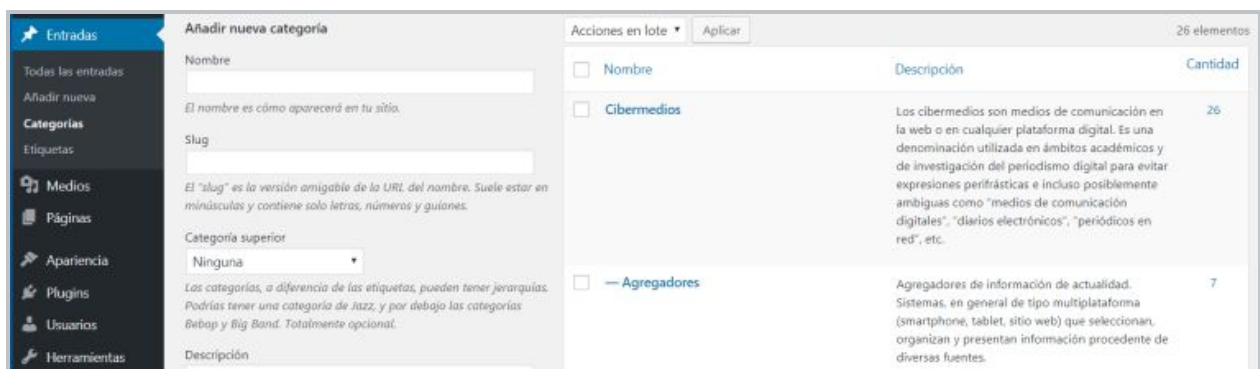 Entradas
Todas las entradas
Añadir nueva
Categorías
Etiquetas
Medios
Páginas
Apariencia
Plugins
Usuarios
Herramientas
Añadir nueva categoría
Nombre
El nombre es cómo aparecerá en tu sitio.
Slug
El "slug" es la versión amigable de la URL del nombre. Suele estar en
minúsculas y contiene solo letras, números y guiones.
Categoría superior
Ninguna
Las categorías, a diferencia de las etiquetas, pueden tener jerarquías.
Podrías tener una categoría de Jazz, y por debajo las categorías
Bebop y Big Band. Totalmente opcional.
Descripción
Acciones en lote
Aplicar
26 elementos
Nombre
Descripción
Cantidad
Cibermedios
Los cibermedios son medios de comunicación en
la web o en cualquier plataforma digital. Es una
denominación utilizada en ámbitos académicos y
de investigación del periodismo digital para evitar
expresiones perifrásticas e incluso posiblemente
ambiguas como "medios de comunicación
digitales", "diarios electrónicos", "periódicos en
red", etc.
26
— Agregadores
Agregadores de información de actualidad.
Sistemas, en general de tipo multiplataforma
(smartphone, tablet, sitio web) que seleccionan,
organizan y presentan información procedente de
diversas fuentes.
7